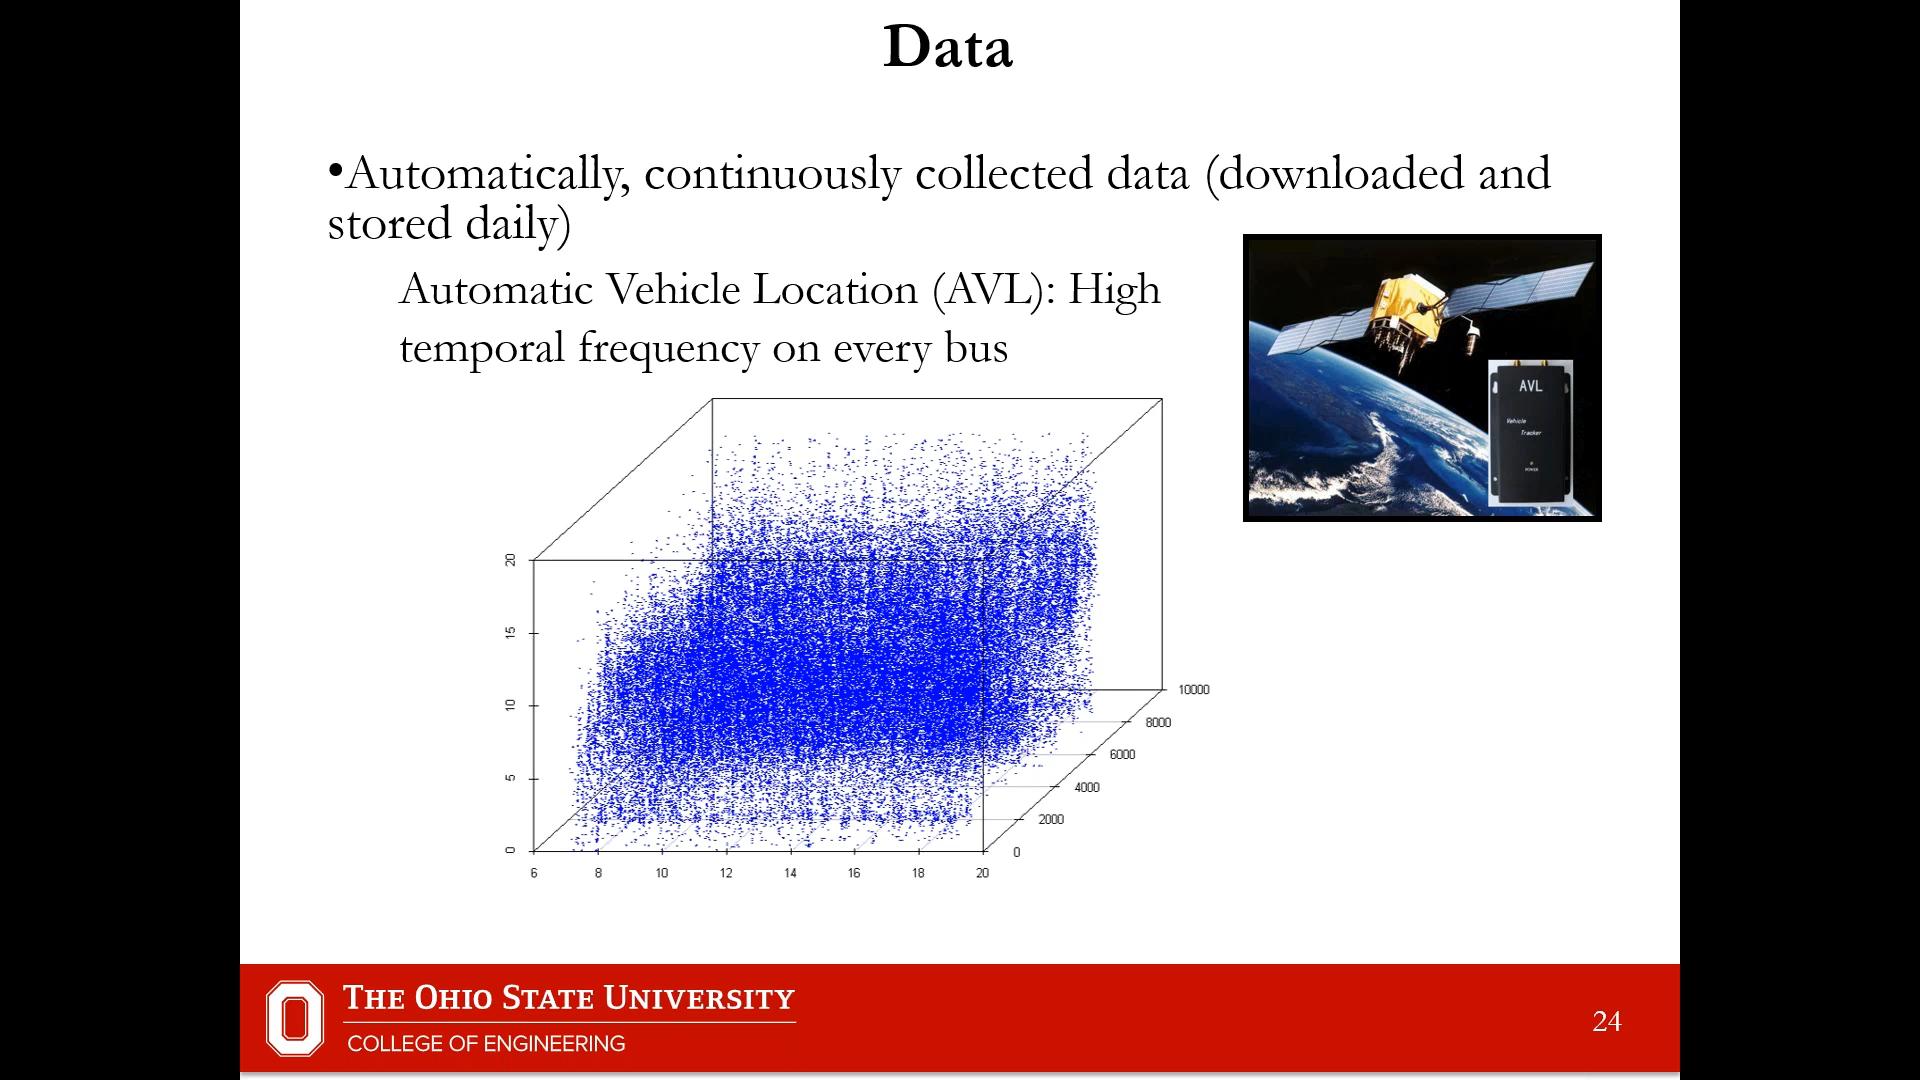 Data
•Automatically, continuously collected data (downloaded and
stored daily)
Automatic Vehicle Location (AVL): High
temporal frequency on every bus
AVL
Vehicle
Tracker
POWER
20
15
10
5
0
6 8 10 12 14 16 18 20
10000
8000
6000
4000
2000
0
THE OHIO STATE UNIVERSITY
COLLEGE OF ENGINEERING
24